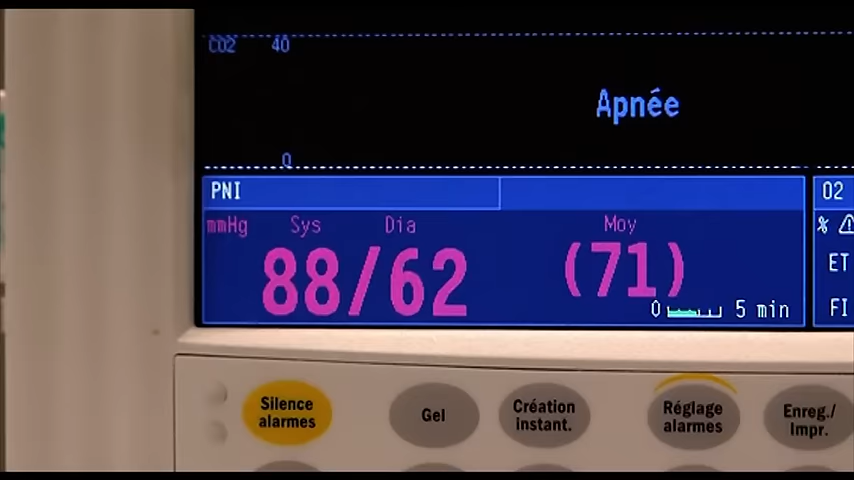 CO2 40
Apnée
0
PNI
O2
mmHg Sys Dia Moy
%
88/62 (71)
ET
0 5 min
FI
Silence alarmes
Gel
Création instant.
Réglage alarmes
Enreg./ Impr.